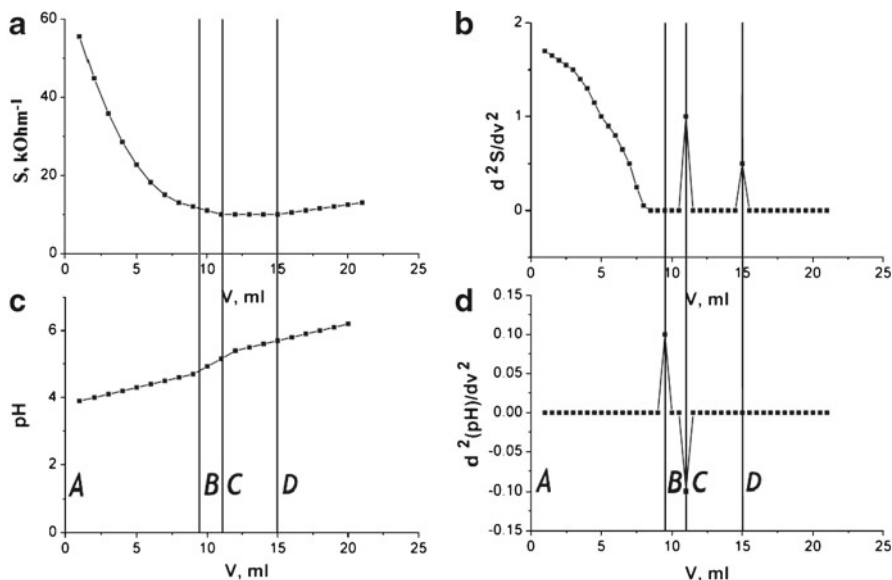 a
S, kOhm⁻¹
60
40
20
0
0 5 10 15 20 25
V, ml
b
d²S/dv²
2
1
0
0 5 10 15 20 25
V, ml
c
pH
6
4
2
0
A B C D
0 5 10 15 20 25
V, ml
d
d²(pH)/dv²
0.15
0.10
0.05
0.00
-0.05
-0.10
-0.15
A B C D
0 5 10 15 20 25
V, ml